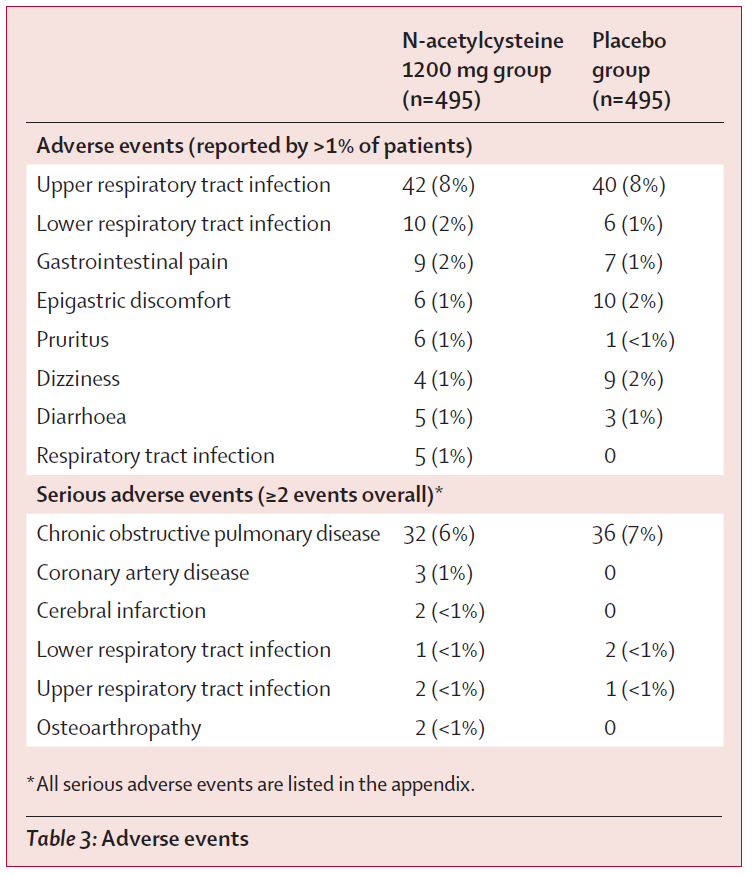 N-acetylcysteine Placebo
1200 mg group group
(n=495) (n=495)
Adverse events (reported by >1% of patients)
Upper respiratory tract infection 42 (8%) 40 (8%)
Lower respiratory tract infection 10 (2%) 6 (1%)
Gastrointestinal pain 9 (2%) 7 (1%)
Epigastric discomfort 6 (1%) 10 (2%)
Pruritus 6 (1%) 1 (<1%)
Dizziness 4 (1%) 9 (2%)
Diarrhoea 5 (1%) 3 (1%)
Respiratory tract infection 5 (1%) 0
Serious adverse events (≥2 events overall)*
Chronic obstructive pulmonary disease 32 (6%) 36 (7%)
Coronary artery disease 3 (1%) 0
Cerebral infarction 2 (<1%) 0
Lower respiratory tract infection 1 (<1%) 2 (<1%)
Upper respiratory tract infection 2 (<1%) 1 (<1%)
Osteoarthropathy 2 (<1%) 0
*All serious adverse events are listed in the appendix.
Table 3: Adverse events